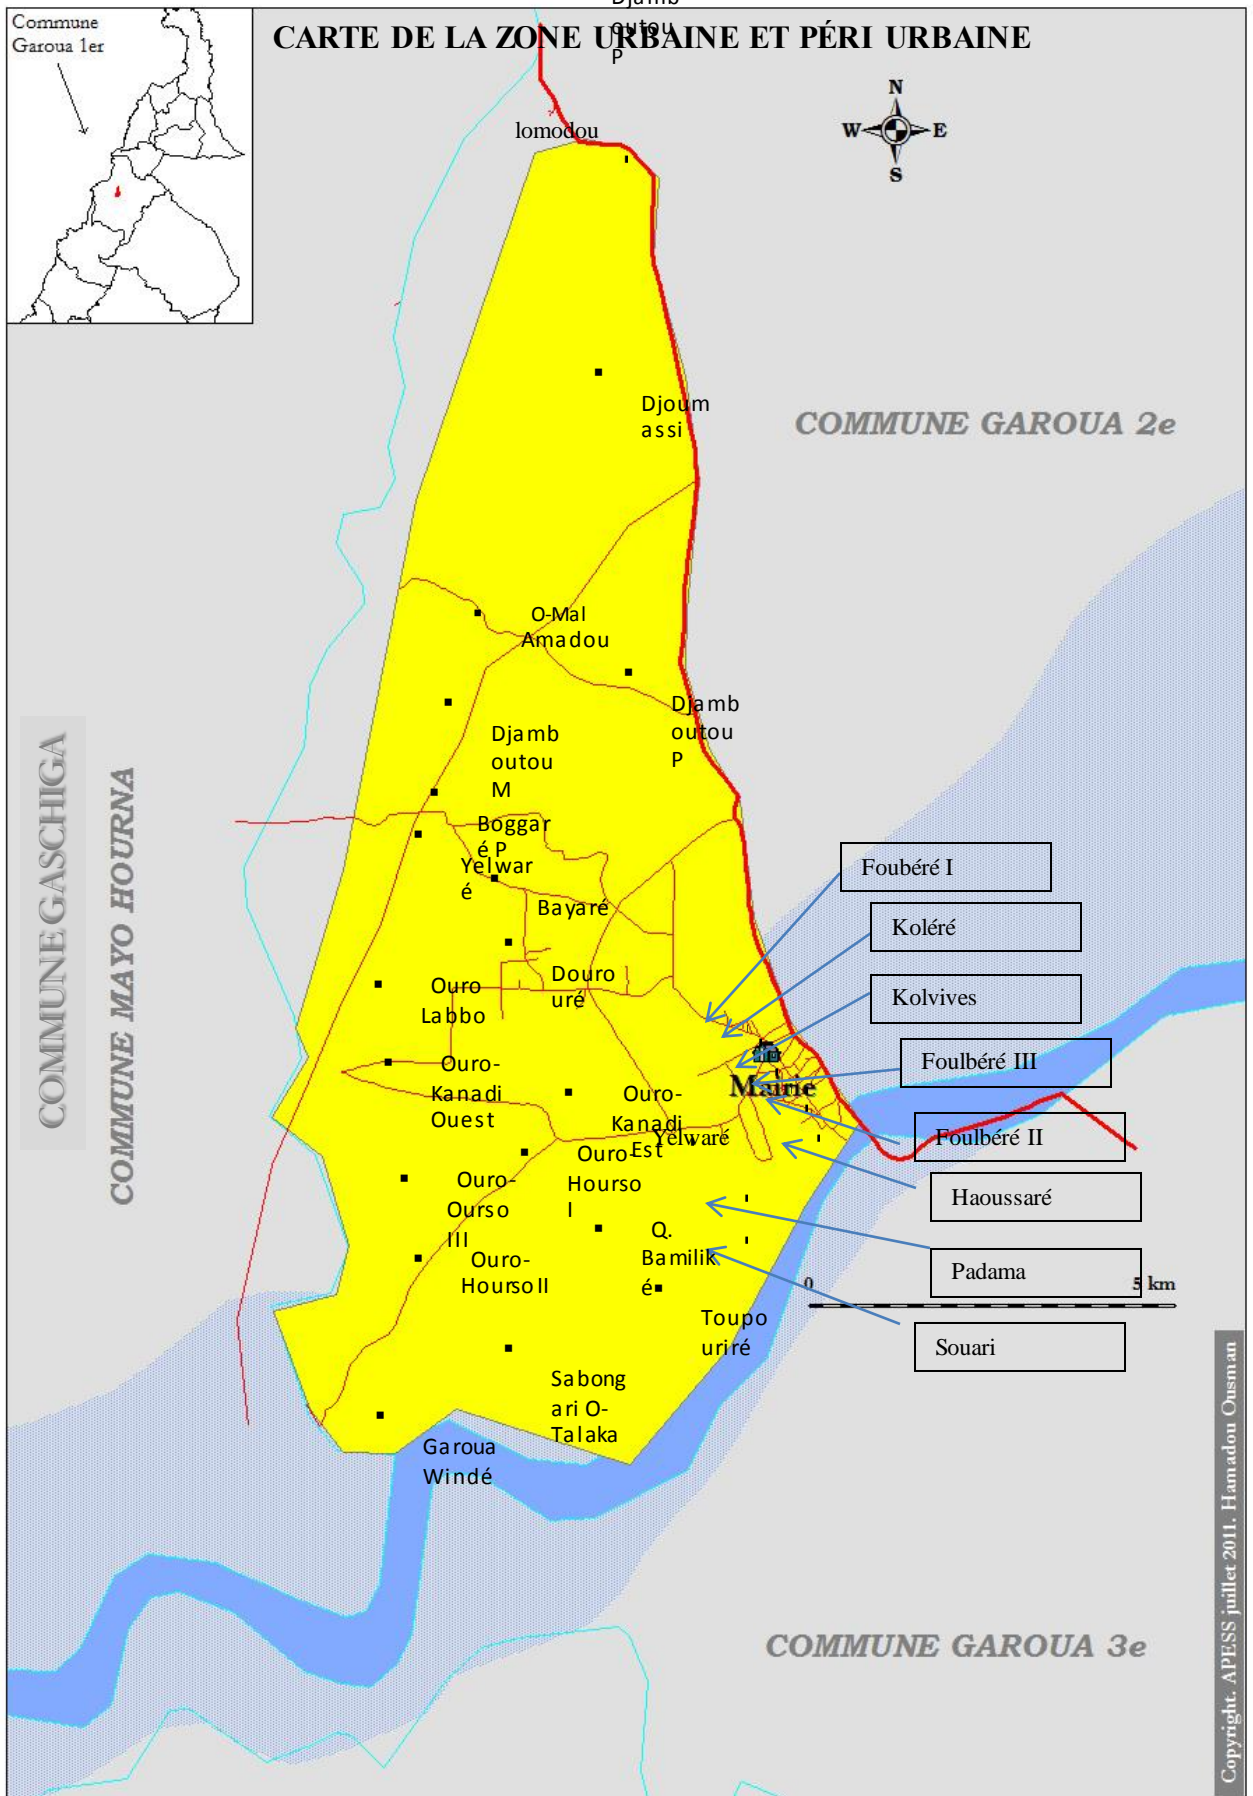 Djamb
outou
P
Commune
Garoua 1er
CARTE DE LA ZONE URBAINE ET PÉRI URBAINE
N
W E
S
lomodou
Djoum
assi
COMMUNE GAROUA 2e
O-Mal
Amadou
Djamb
outou
P
Djamb
outou
M
COMMUNE GASCHIGA
COMMUNE MAYO HOURNA
Boggar
é P
Yelwar
é
Bayaré
Foubéré I
Koléré
Kolvives
Foulbéré III
Foulbéré II
Haoussaré
Padama
Souari
Douro
uré
Ouro
Labbo
Ouro-
Kanadi
Ouest
Ouro-
Kanadi
Est
Mairie
Yelwaré
Ouro-
Hourso
I
Ouro-
Ourso
III
Ouro-
Hourso II
Q.
Bamilik
é
0 5 km
Toupo
uriré
Sabong
ari O-
Talaka
Garoua
Windé
COMMUNE GAROUA 3e
Copyright. APESS juillet 2011. Hamadou Ousman